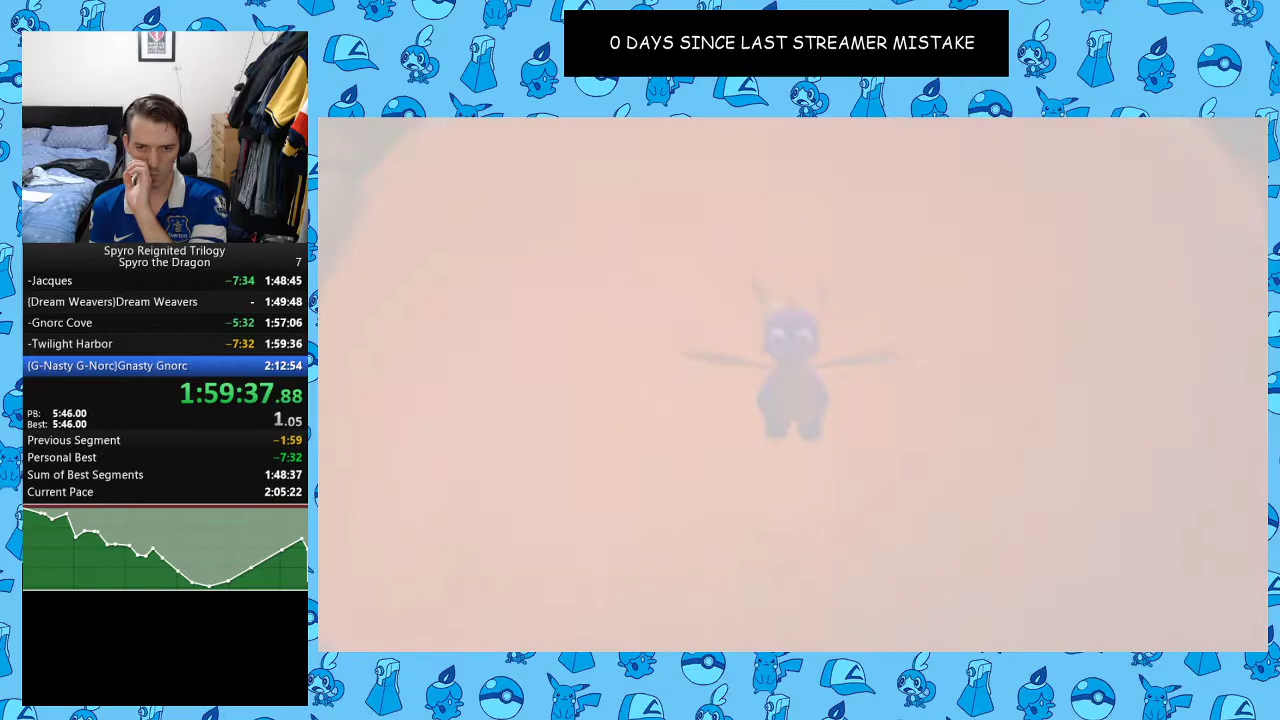 0 DAYS SINCE LAST STREAMER MISTAKE
Spyro Reignited Trilogy
Spyro the Dragon 7
-Jacques −7:34 1:48:45
{Dream Weavers}Dream Weavers - 1:49:48
-Gnorc Cove −5:32 1:57:06
-Twilight Harbor −7:32 1:59:36
{G-Nasty G-Norc}Gnasty Gnorc 2:12:54
1:59:37.88
PB: 5:46.00
Best: 5:46.00
1.05
Previous Segment −1:59
Personal Best −7:32
Sum of Best Segments 1:48:37
Current Pace 2:05:22